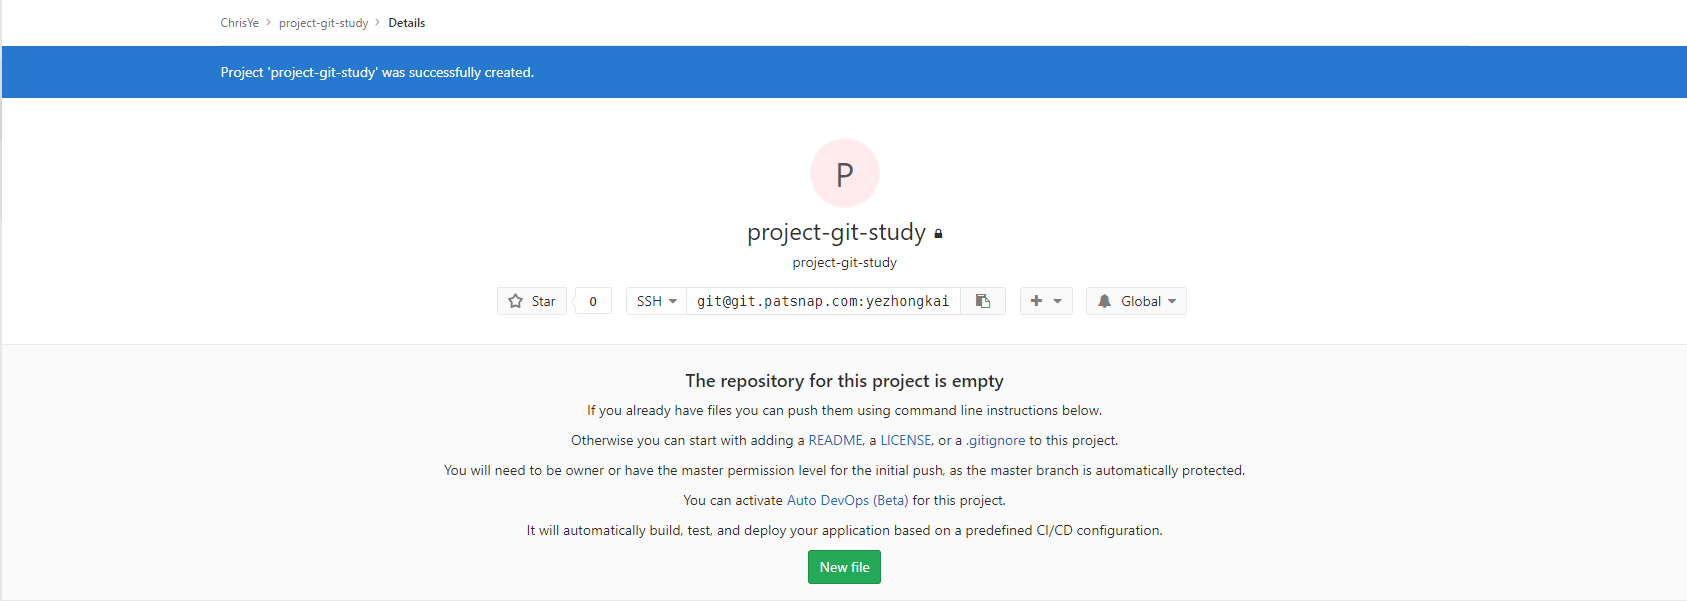 ChrisYe > project-git-study > Details
Project 'project-git-study' was successfully created.
P
project-git-study
project-git-study
Star 0 SSH git@git.patsnap.com:yezhongkai Global
The repository for this project is empty
If you already have files you can push them using command line instructions below.
Otherwise you can start with adding a README, a LICENSE, or a .gitignore to this project.
You will need to be owner or have the master permission level for the initial push, as the master branch is automatically protected.
You can activate Auto DevOps (Beta) for this project.
It will automatically build, test, and deploy your application based on a predefined CI/CD configuration.
New file